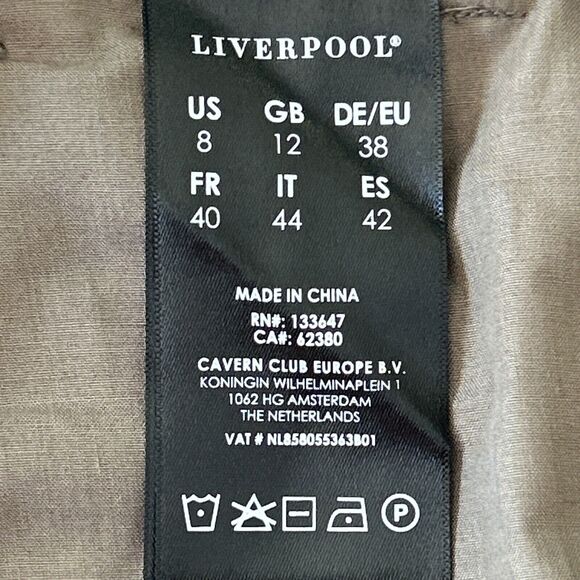 LIVERPOOL®
US GB DE/EU
8 12 38
FR IT ES
40 44 42
MADE IN CHINA
RN#: 133647
CA#: 62380
CAVERN CLUB EUROPE B.V.
KONINGIN WILHELMINAPLEIN 1
1062 HG AMSTERDAM
THE NETHERLANDS
VAT # NL858055363B01
P